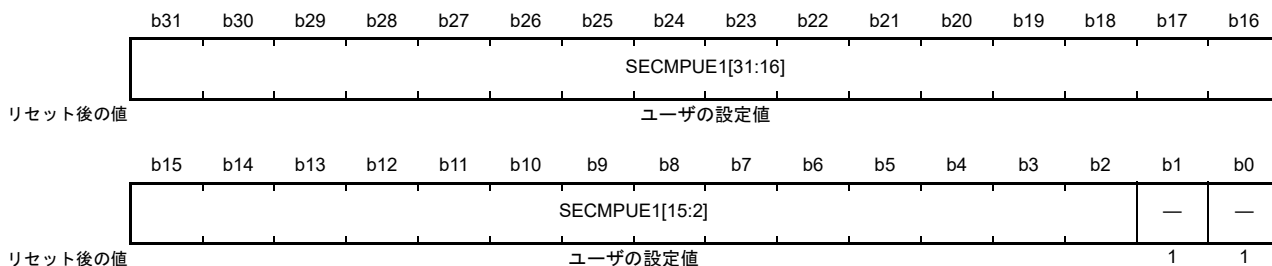 b31 b30 b29 b28 b27 b26 b25 b24 b23 b22 b21 b20 b19 b18 b17 b16
SECMPUE1[31:16]
リセット後の値 ユーザの設定値
b15 b14 b13 b12 b11 b10 b9 b8 b7 b6 b5 b4 b3 b2 b1 b0
SECMPUE1[15:2] — —
リセット後の値 ユーザの設定値 1 1